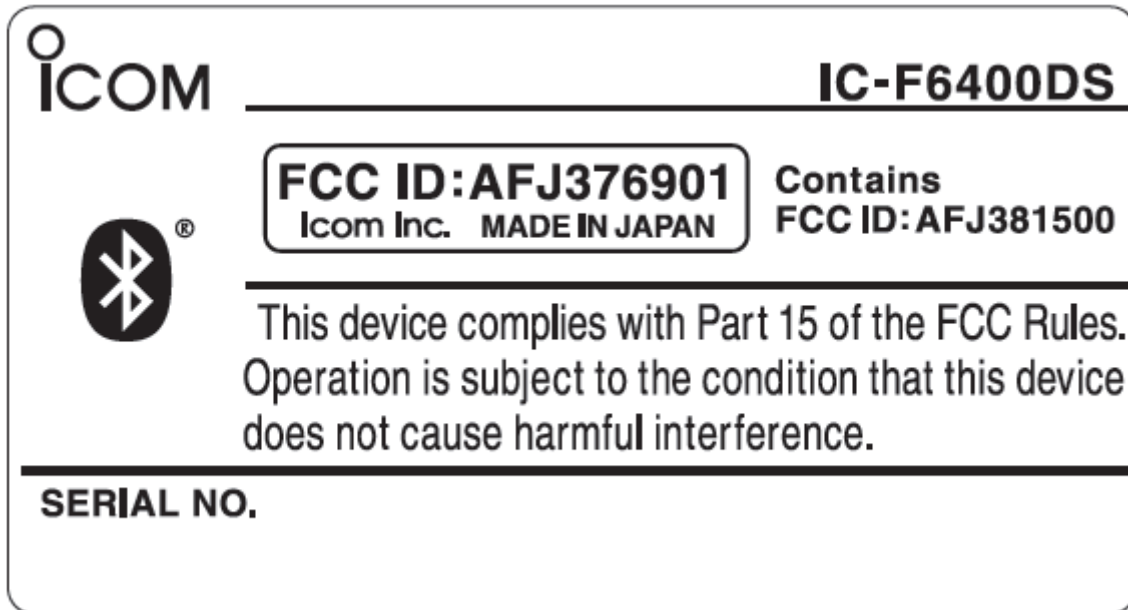 ICOM
IC-F6400DS
FCC ID:AFJ376901
Icom Inc. MADE IN JAPAN
Contains
FCC ID:AFJ381500
®
This device complies with Part 15 of the FCC Rules.
Operation is subject to the condition that this device
does not cause harmful interference.
SERIAL NO.